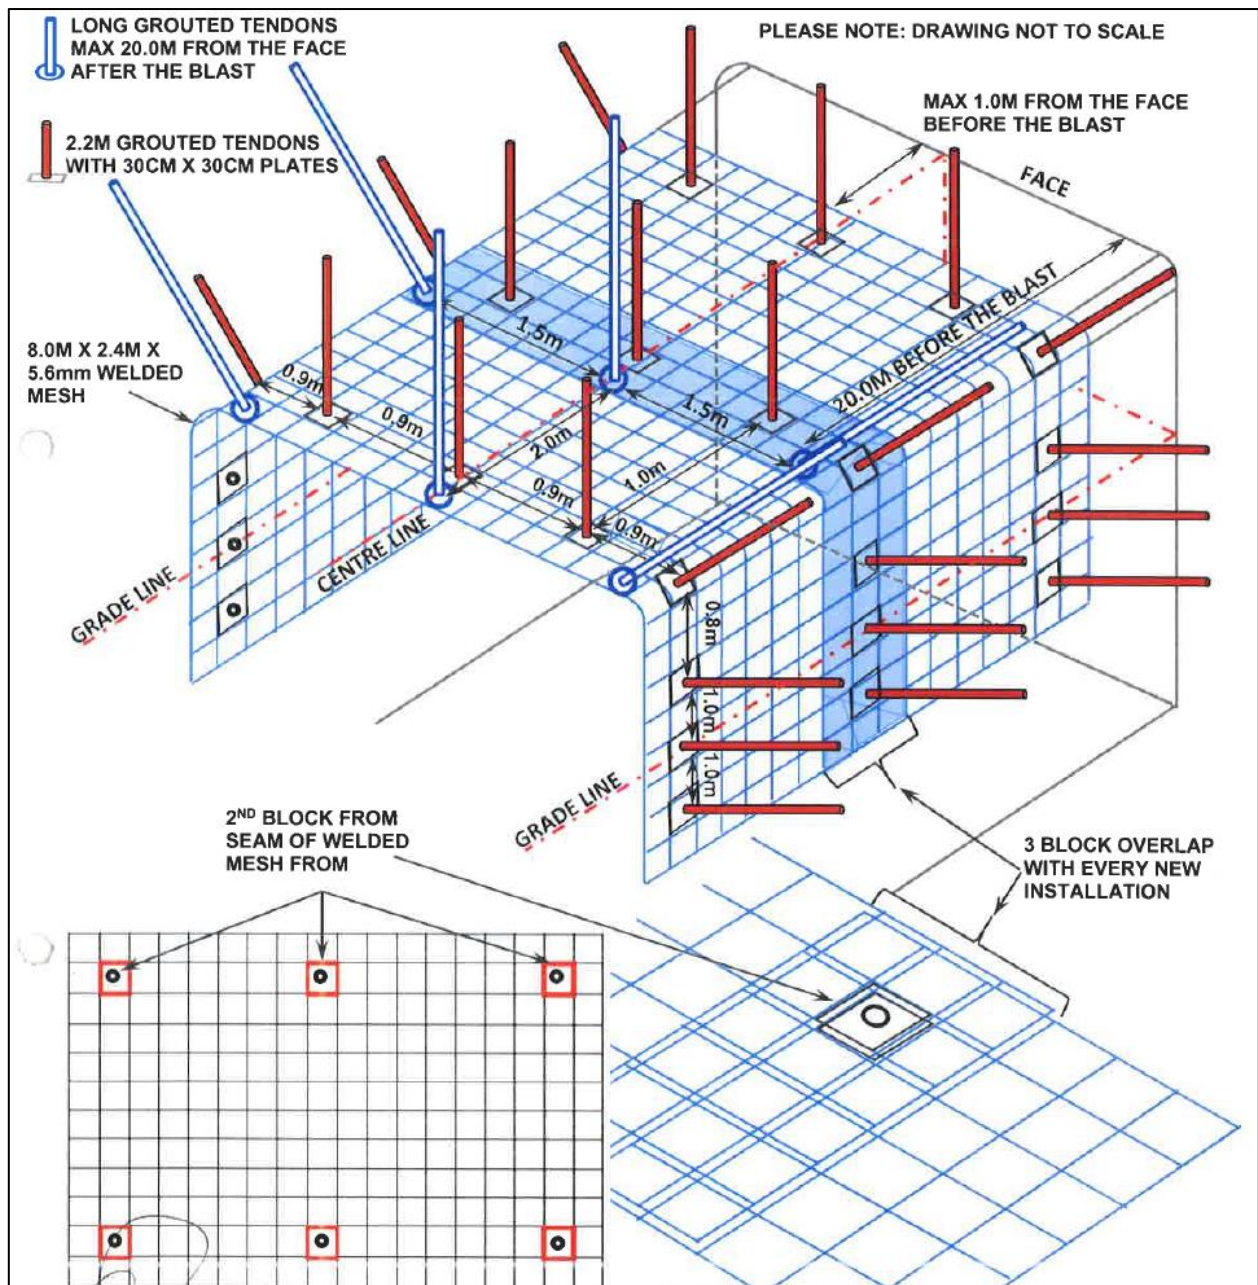 LONG GROUTED TENDONS
MAX 20.0M FROM THE FACE
AFTER THE BLAST
PLEASE NOTE: DRAWING NOT TO SCALE
2.2M GROUTED TENDONS
WITH 30CM X 30CM PLATES
MAX 1.0M FROM THE FACE
BEFORE THE BLAST
FACE
20.0M BEFORE THE BLAST
8.0M X 2.4M X
5.6mm WELDED
MESH
1.5m
1.5m
0.9m
0.9m
2.0m
1.0m
0.9m
0.9m
GRADE LINE
CENTRE LINE
0.8m
1.0m
1.0m
GRADE LINE
2ND BLOCK FROM
SEAM OF WELDED
MESH FROM
3 BLOCK OVERLAP
WITH EVERY NEW
INSTALLATION